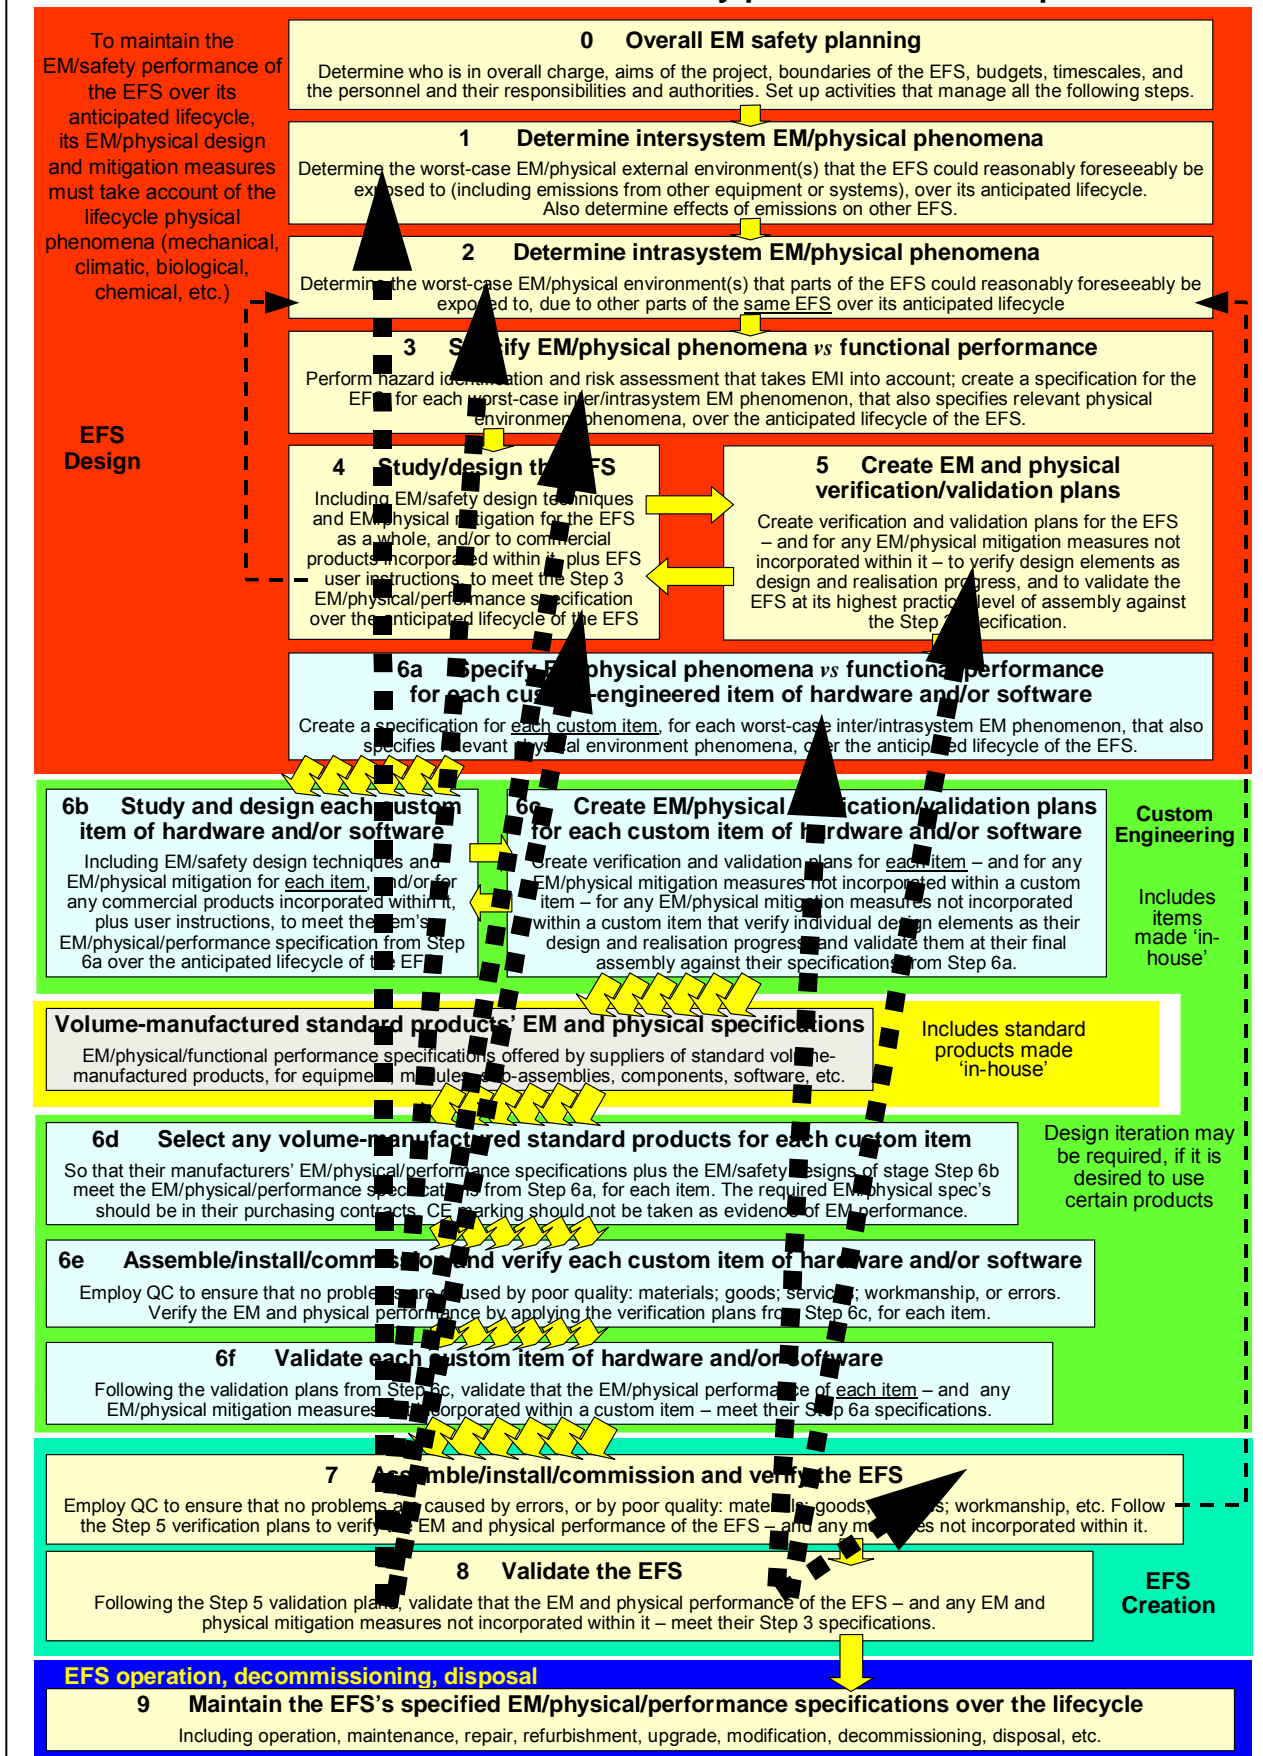 To maintain the
EM/safety performance of
the EFS over its
anticipated lifecycle,
its EM/physical design
and mitigation measures
must take account of the
lifecycle physical
phenomena (mechanical,
climatic, biological,
chemical, etc.)
0 Overall EM safety planning
Determine who is in overall charge, aims of the project, boundaries of the EFS, budgets, timescales, and
the personnel and their responsibilities and authorities. Set up activities that manage all the following steps.
1 Determine intersystem EM/physical phenomena
Determine the worst-case EM/physical external environment(s) that the EFS could reasonably foreseeably be
exposed to (including emissions from other equipment or systems), over its anticipated lifecycle.
Also determine effects of emissions on other EFS.
2 Determine intrasystem EM/physical phenomena
Determine the worst-case EM/physical environment(s) that parts of the EFS could reasonably foreseeably be
exposed to, due to other parts of the same EFS over its anticipated lifecycle
3 Specify EM/physical phenomena vs functional performance
Perform hazard identification and risk assessment that takes EMI into account; create a specification for the
EFS, for each worst-case inter/intrasystem EM phenomenon, that also specifies relevant physical
environment phenomena, over the anticipated lifecycle of the EFS.
EFS
Design
4 Study/design the EFS
Including EM/safety design techniques
and EM/physical mitigation for the EFS
as a whole, and/or to commercial
products incorporated within it, plus EFS
user instructions, to meet the Step 3
EM/physical/performance specification
over the anticipated lifecycle of the EFS
5 Create EM and physical
verification/validation plans
Create verification and validation plans for the EFS
– and for any EM/physical mitigation measures not
incorporated within it – to verify design elements as
design and realisation progress, and to validate the
EFS at its highest practical level of assembly against
the Step 3 specification.
6a Specify EM/physical phenomena vs functional performance
for each custom-engineered item of hardware and/or software
Create a specification for each custom item, for each worst-case inter/intrasystem EM phenomenon, that also
specifies relevant physical environment phenomena, over the anticipated lifecycle of the EFS.
6b Study and design each custom
item of hardware and/or software
Including EM/safety design techniques and
EM/physical mitigation for each item, and/or for
any commercial products incorporated within it,
plus user instructions, to meet the item's
EM/physical/performance specification from Step
6a over the anticipated lifecycle of the EFS
6c Create EM/physical verification/validation plans
for each custom item of hardware and/or software
Create verification and validation plans for each item – and for any
EM/physical mitigation measures not incorporated within a custom
item – for any EM/physical mitigation measures not incorporated
within a custom item that verify individual design elements as their
design and realisation progress, and validate them at their final
assembly against their specifications from Step 6a.
Custom
Engineering
Includes
items
made ‘in-
house’
Volume-manufactured standard products’ EM and physical specifications
EM/physical/functional performance specifications offered by suppliers of standard volume-
manufactured products, for equipment, modules, sub-assemblies, components, software, etc.
Includes standard
products made
‘in-house’
6d Select any volume-manufactured standard products for each custom item
So that their manufacturers’ EM/physical/performance specifications plus the EM/safety designs of stage Step 6b
meet the EM/physical/performance specifications from Step 6a, for each item. The required EM/physical spec’s
should be in their purchasing contracts. CE marking should not be taken as evidence of EM performance.
Design iteration may
be required, if it is
desired to use
certain products
6e Assemble/install/commission and verify each custom item of hardware and/or software
Employ QC to ensure that no problems are caused by poor quality: materials; goods; services; workmanship, or errors.
Verify the EM and physical performance by applying the verification plans from Step 6c, for each item.
6f Validate each custom item of hardware and/or software
Following the validation plans from Step 6c, validate that the EM/physical performance of each item – and any
EM/physical mitigation measures not incorporated within a custom item – meet their Step 6a specifications.
7 Assemble/install/commission and verify the EFS
Employ QC to ensure that no problems are caused by errors, or by poor quality: materials; goods; services; workmanship, etc. Follow
the Step 5 verification plans to verify the EM and physical performance of the EFS – and any measures not incorporated within it.
8 Validate the EFS
Following the Step 5 validation plans, validate that the EM and physical performance of the EFS – and any EM and
physical mitigation measures not incorporated within it – meet their Step 3 specifications.
EFS
Creation
EFS operation, decommissioning, disposal
9 Maintain the EFS’s specified EM/physical/performance specifications over the lifecycle
Including operation, maintenance, repair, refurbishment, upgrade, modification, decommissioning, disposal, etc.